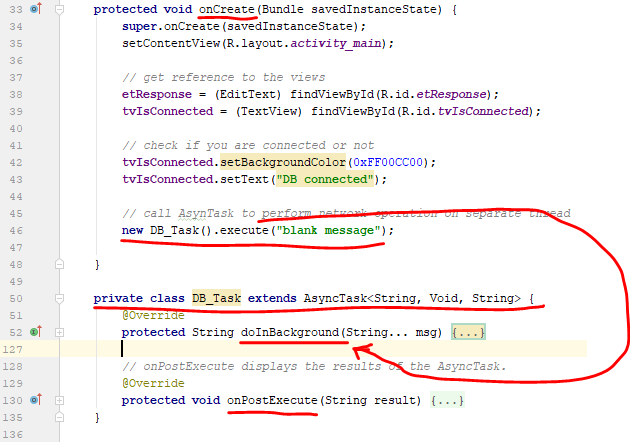 33 protected void onCreate(Bundle savedInstanceState) {
34 super.onCreate(savedInstanceState);
35 setContentView(R.layout.activity_main);
36
37 // get reference to the views
38 etResponse = (EditText) findViewById(R.id.etResponse);
39 tvIsConnected = (TextView) findViewById(R.id.tvIsConnected);
40
41 // check if you are connected or not
42 tvIsConnected.setBackgroundColor(0xFF00CC00);
43 tvIsConnected.setText("DB connected");
44
45 // call AsynTask to perform network operation on separate thread
46 new DB_Task().execute("blank message");
47
48 }
49
50 private class DB_Task extends AsyncTask<String, Void, String> {
51 @Override
52 protected String doInBackground(String... msg) {...}
127
128 // onPostExecute displays the results of the AsyncTask.
129 @Override
130 protected void onPostExecute(String result) {...}
135 }
136